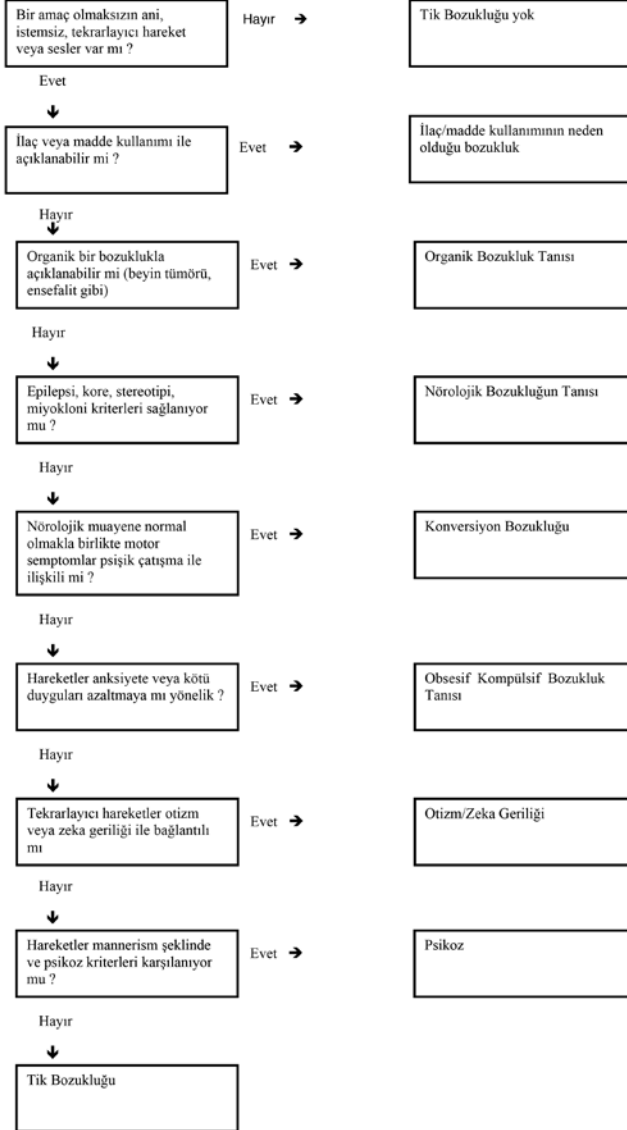 Bir amaç olmaksızın ani,
istemsiz, tekrarlayıcı hareket
veya sesler var mı ?
Hayır →
Tik Bozukluğu yok
Evet
↓
İlaç veya madde kullanımı ile
açıklanabilir mi ?
Evet →
İlaç/madde kullanımının neden
olduğu bozukluk
Hayır
↓
Organik bir bozuklukla
açıklanabilir mi (beyin tümörü,
ensefalit gibi)
Evet →
Organik Bozukluk Tanısı
Hayır
↓
Epilepsi, kore, stereotipi,
miyokloni kriterleri sağlanıyor
mu ?
Evet →
Nörolojik Bozukluğun Tanısı
Hayır
↓
Nörolojik muayene normal
olmakla birlikte motor
semptomlar psişik çatışma ile
ilişkili mi ?
Evet →
Konversiyon Bozukluğu
Hayır
↓
Hareketler anksiyete veya kötü
duyguları azaltmaya mı yönelik ?
Evet →
Obsesif Kompülsif Bozukluk
Tanısı
Hayır
↓
Tekrarlayıcı hareketler otizm
veya zeka geriliği ile bağlantılı
mı
Evet →
Otizm/Zeka Geriliği
Hayır
↓
Hareketler mannerism şeklinde
ve psikoz kriterleri karşılanıyor
mu ?
Evet →
Psikoz
Hayır
↓
Tik Bozukluğu